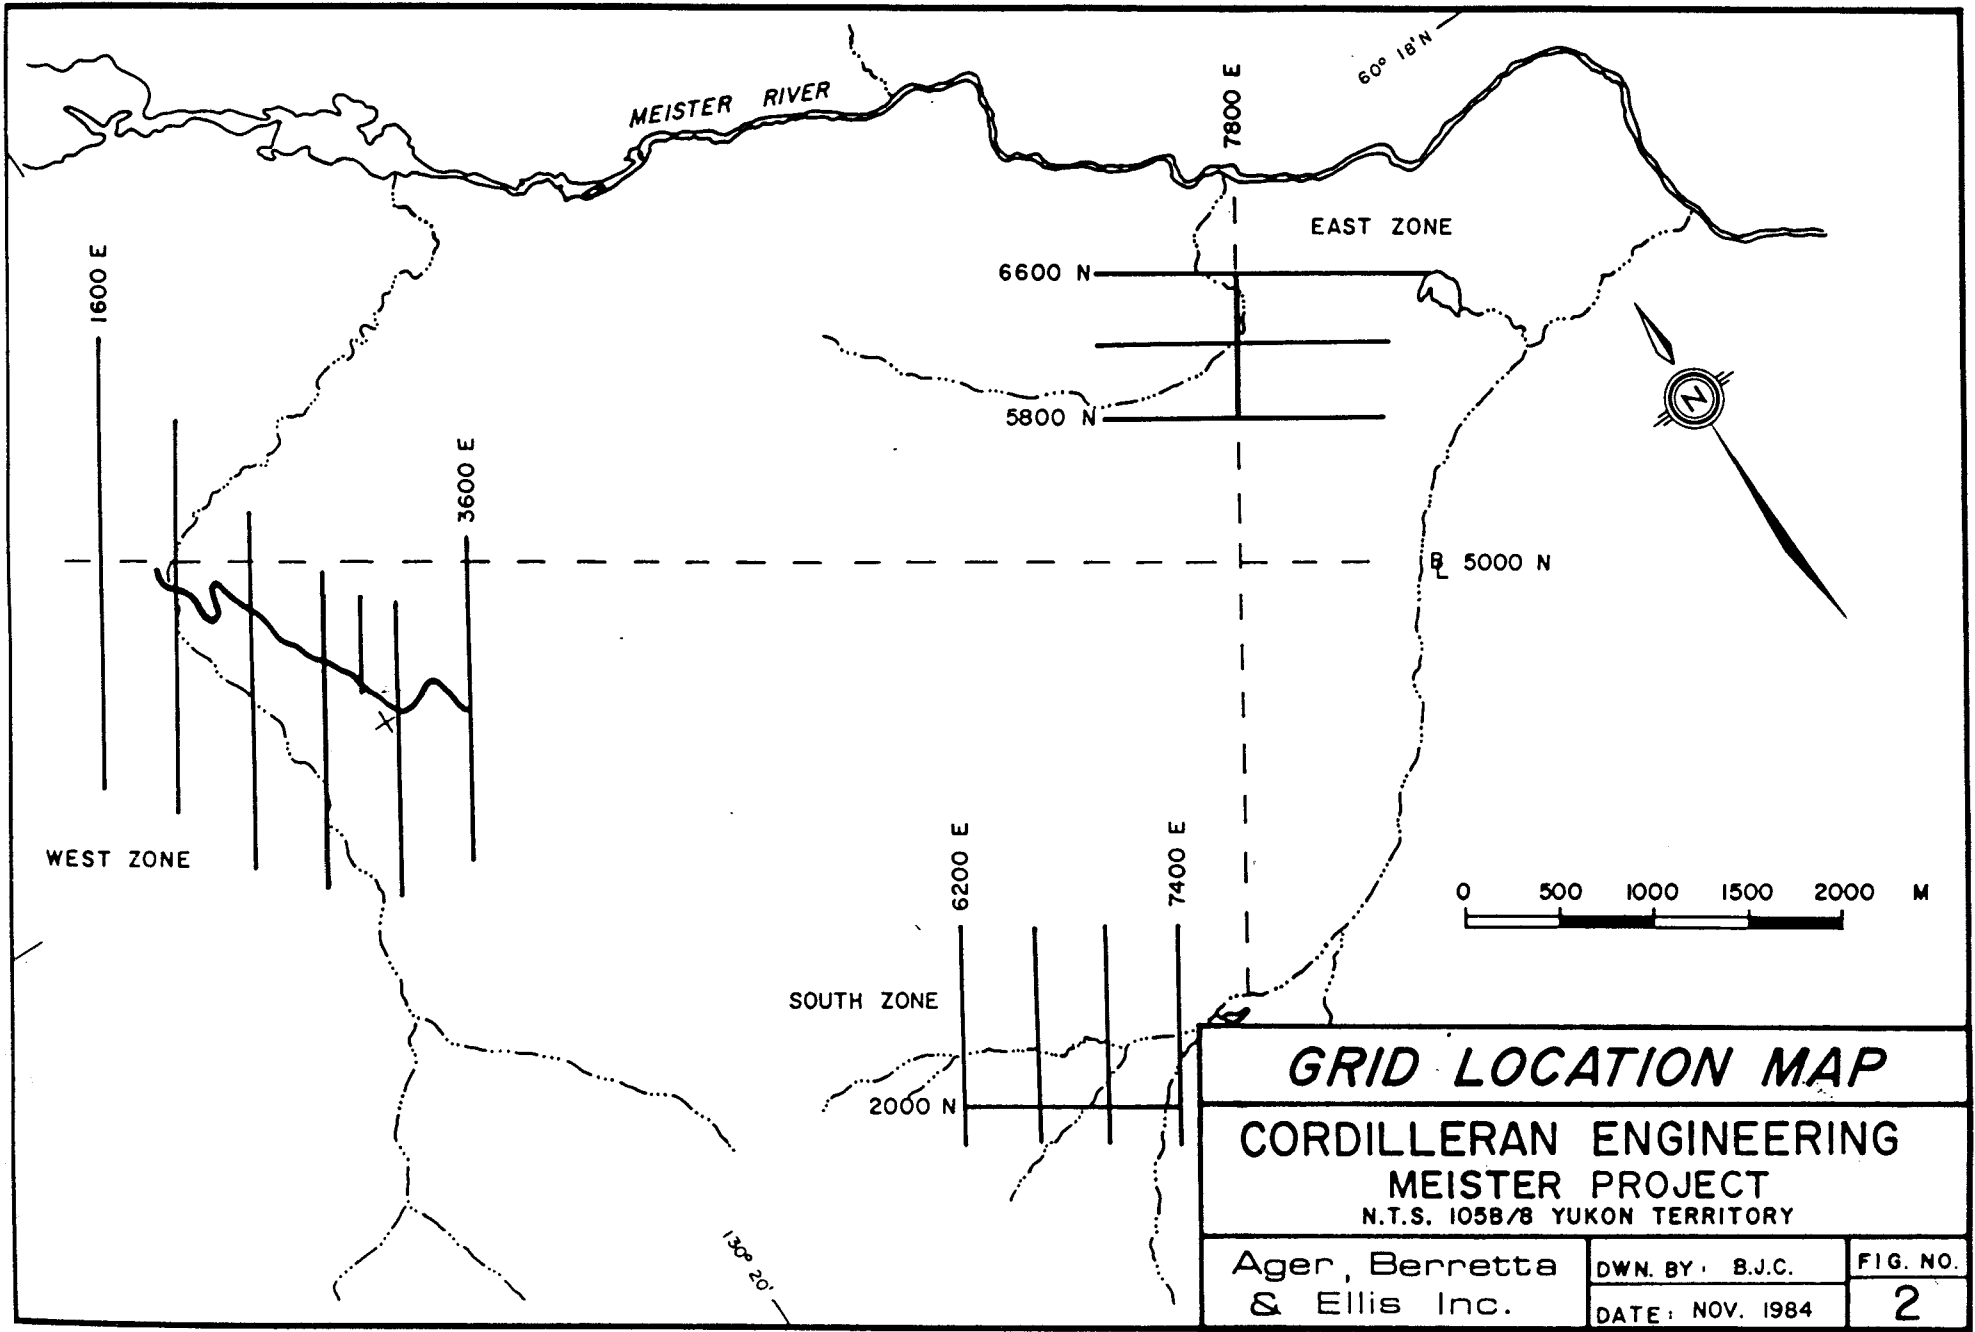 60° 18' N
MEISTER RIVER
7800 E
EAST ZONE
1600 E
6600 N
5800 N
3600 E
N
BL 5000 N
WEST ZONE
6200 E
7400 E
0 500 1000 1500 2000 M
SOUTH ZONE
2000 N
130° 20'
GRID LOCATION MAP
CORDILLERAN ENGINEERING
MEISTER PROJECT
N.T.S. 105B/8 YUKON TERRITORY
Ager, Berretta
& Ellis Inc.
DWN. BY: B.J.C.
DATE: NOV. 1984
FIG. NO.
2